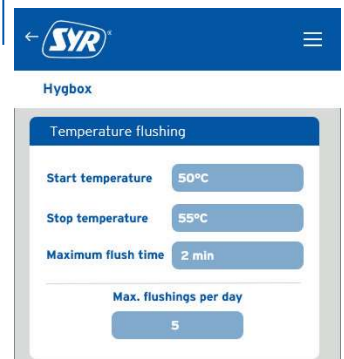 ← SYR®
Hygbox
Temperature flushing
Start temperature 50°C
Stop temperature 55°C
Maximum flush time 2 min
Max. flushings per day
5